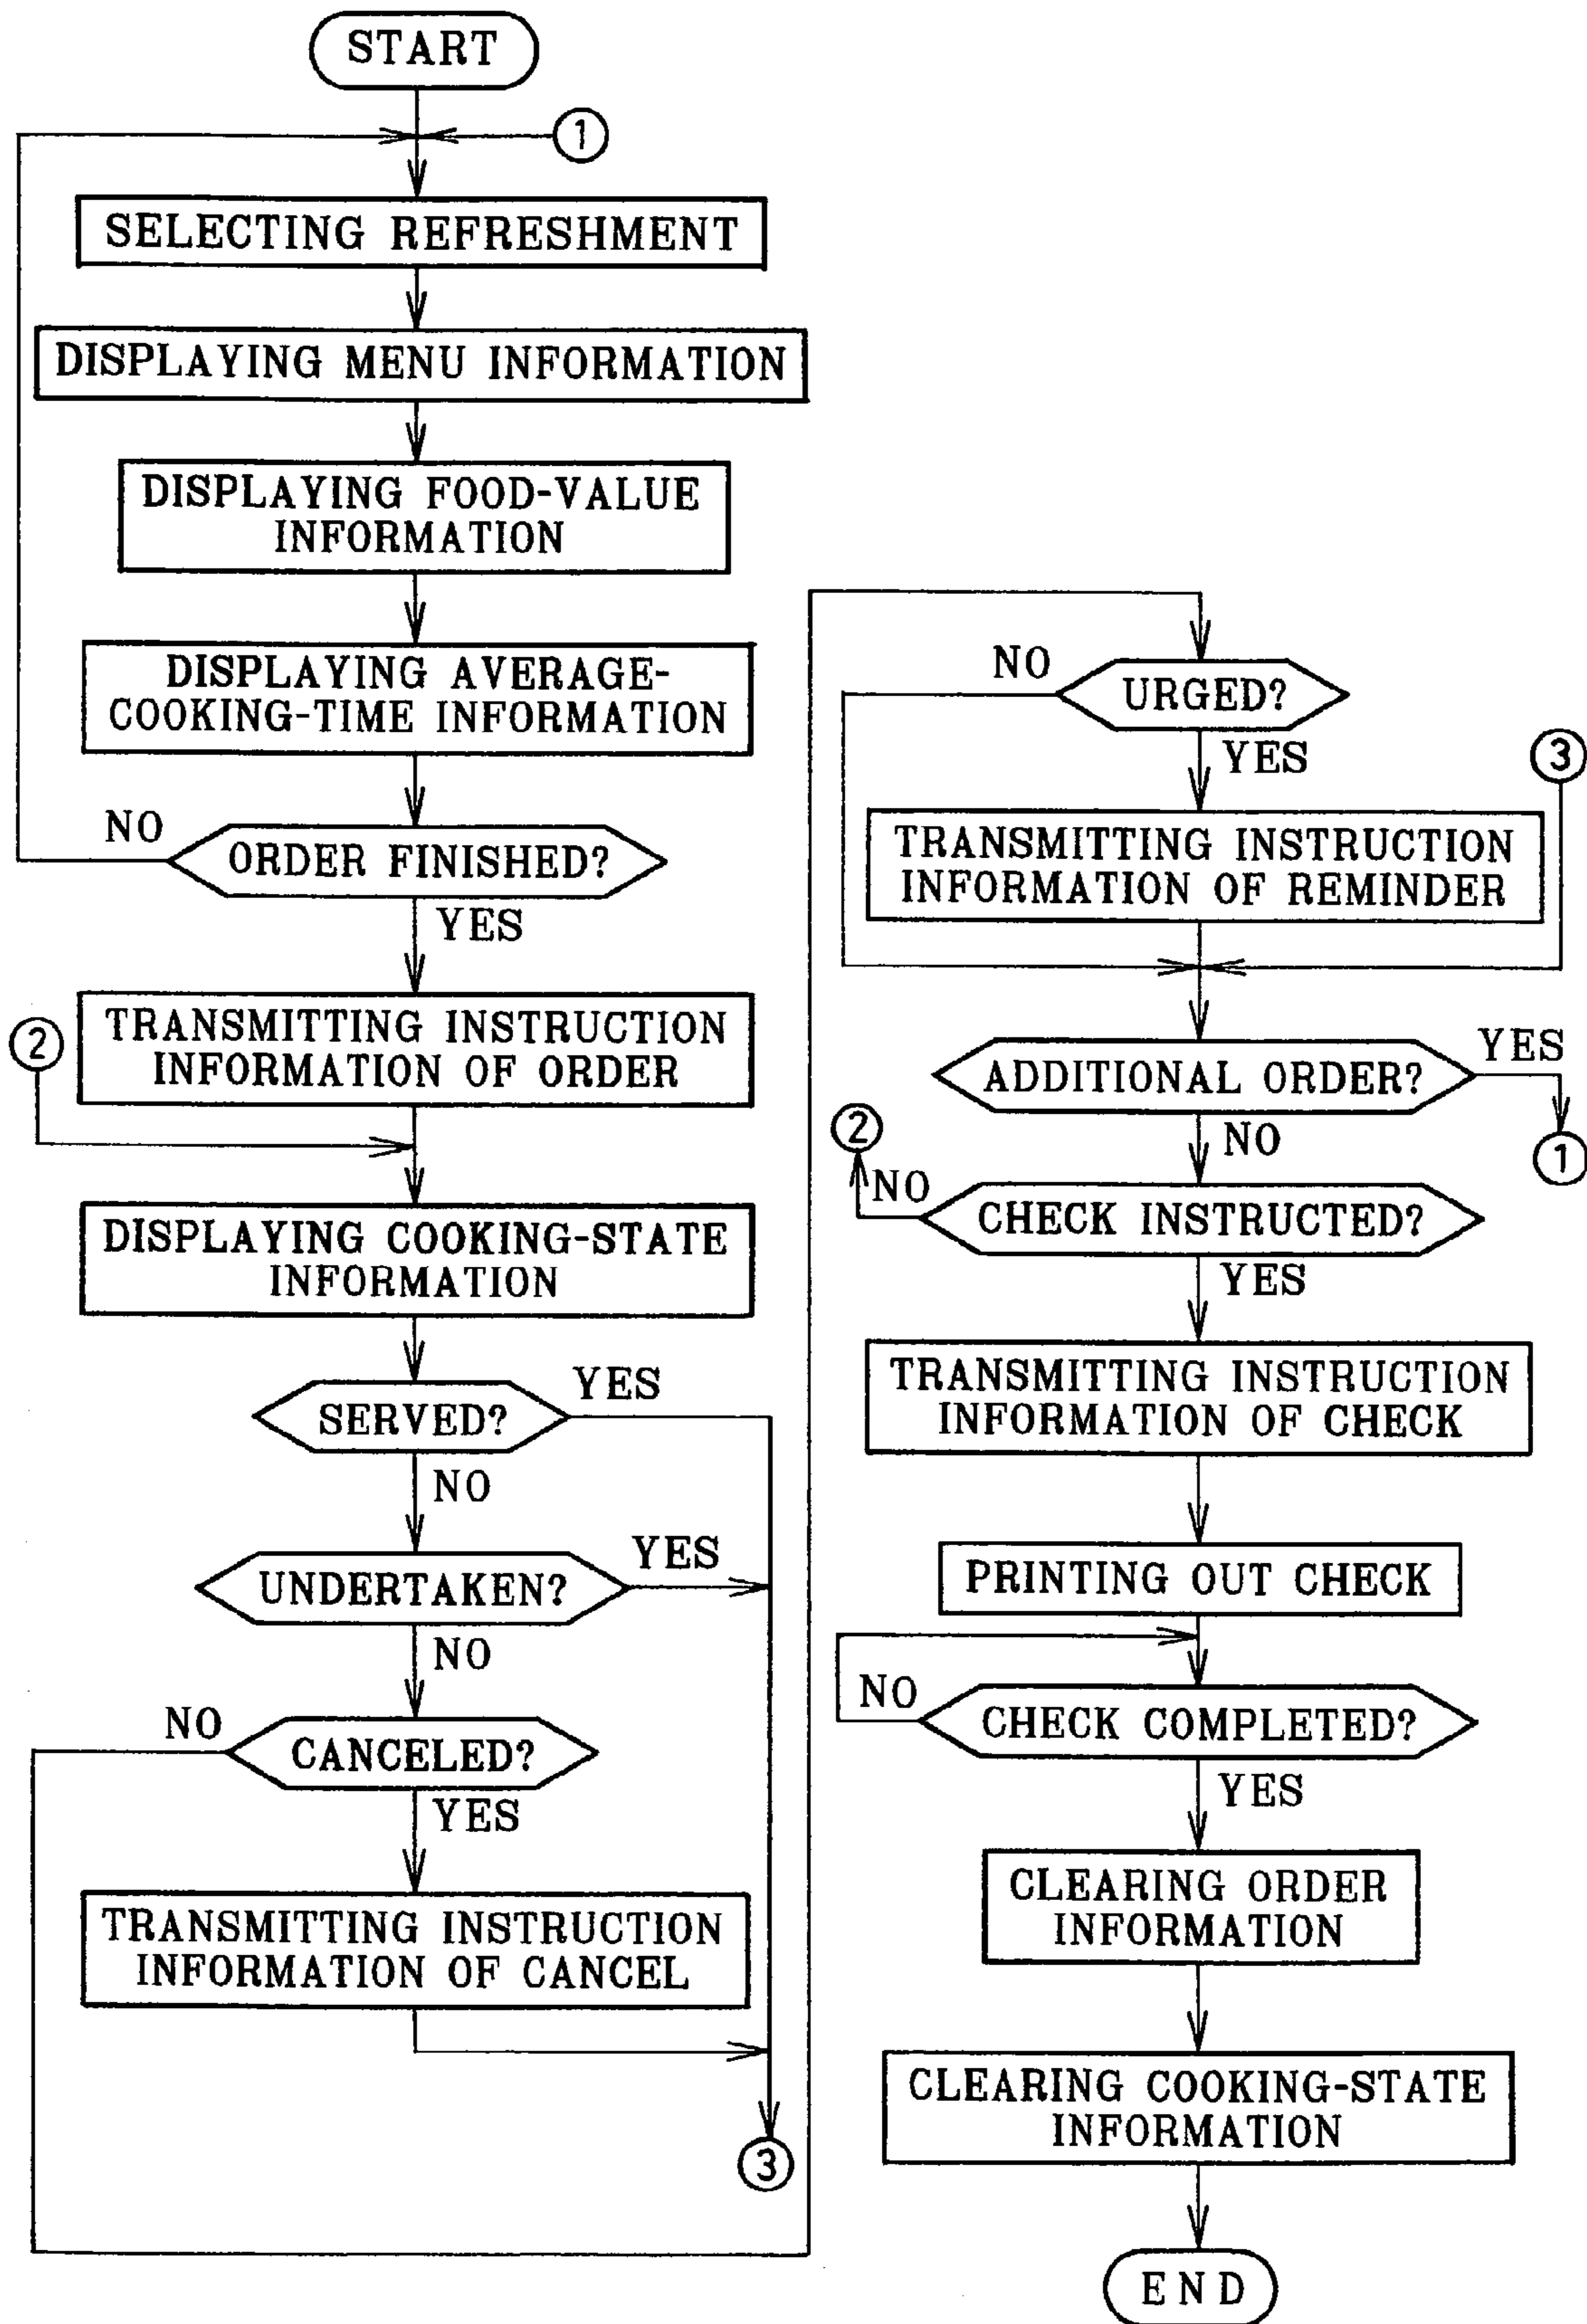 START
1
SELECTING REFRESHMENT
DISPLAYING MENU INFORMATION
DISPLAYING FOOD-VALUE
INFORMATION
DISPLAYING AVERAGE-
COOKING-TIME INFORMATION
NO
ORDER FINISHED?
YES
TRANSMITTING INSTRUCTION
INFORMATION OF ORDER
2
DISPLAYING COOKING-STATE
INFORMATION
YES
SERVED?
NO
YES
UNDERTAKEN?
NO
NO
CANCELED?
YES
TRANSMITTING INSTRUCTION
INFORMATION OF CANCEL
3
NO
URGED?
YES
3
TRANSMITTING INSTRUCTION
INFORMATION OF REMINDER
YES
ADDITIONAL ORDER?
1
NO
2
NO
CHECK INSTRUCTED?
YES
TRANSMITTING INSTRUCTION
INFORMATION OF CHECK
PRINTING OUT CHECK
NO
CHECK COMPLETED?
YES
CLEARING ORDER
INFORMATION
CLEARING COOKING-STATE
INFORMATION
END